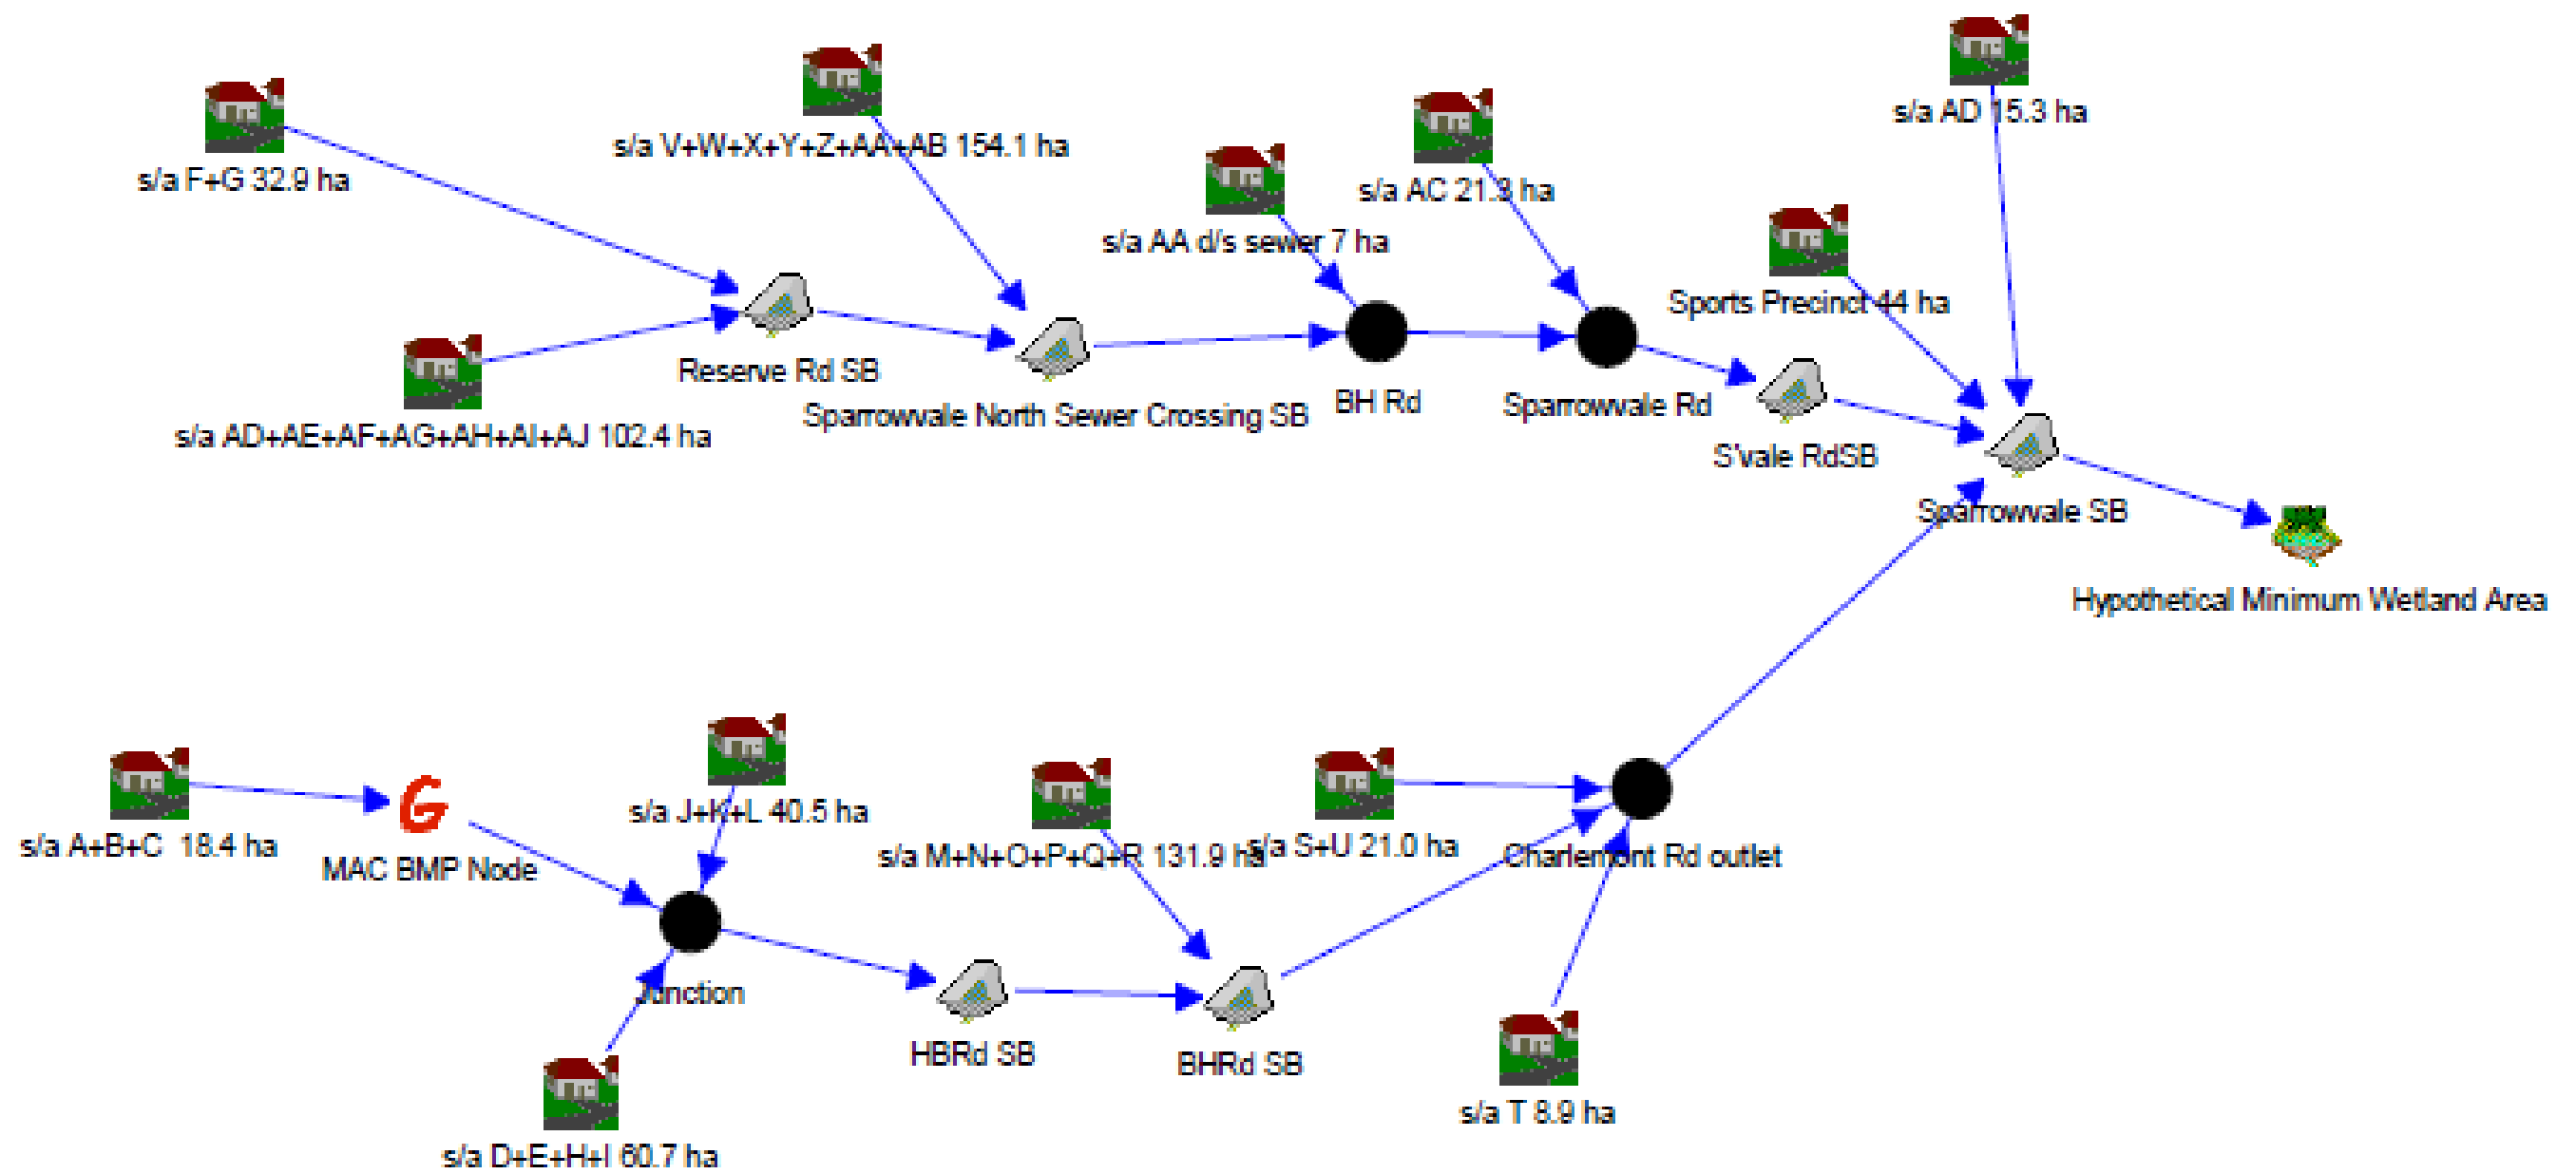 s/a AD 15.3 ha
s/a V+W+X+Y+Z+AA+AB 154.1 ha
s/a F+G 32.9 ha
s/a AC 21.3 ha
s/a AA d/s sewer 7 ha
Sports Precinct 44 ha
Reserve Rd SB
BH Rd
Sparrowvale Rd
Sparrowvale North Sewer Crossing SB
s/a AD+AE+AF+AG+AH+AI+AJ 102.4 ha
S'vale RdSB
Sparrowvale SB
Hypothetical Minimum Wetland Area
s/a J+K+L 40.5 ha
s/a A+B+C 18.4 ha
MAC BMP Node
s/a M+N+O+P+Q+R 131.9 ha
s/a S+U 21.0 ha
Charlemont Rd outlet
Junction
HBRd SB
BHRd SB
s/a T 8.9 ha
s/a D+E+H+I 60.7 ha